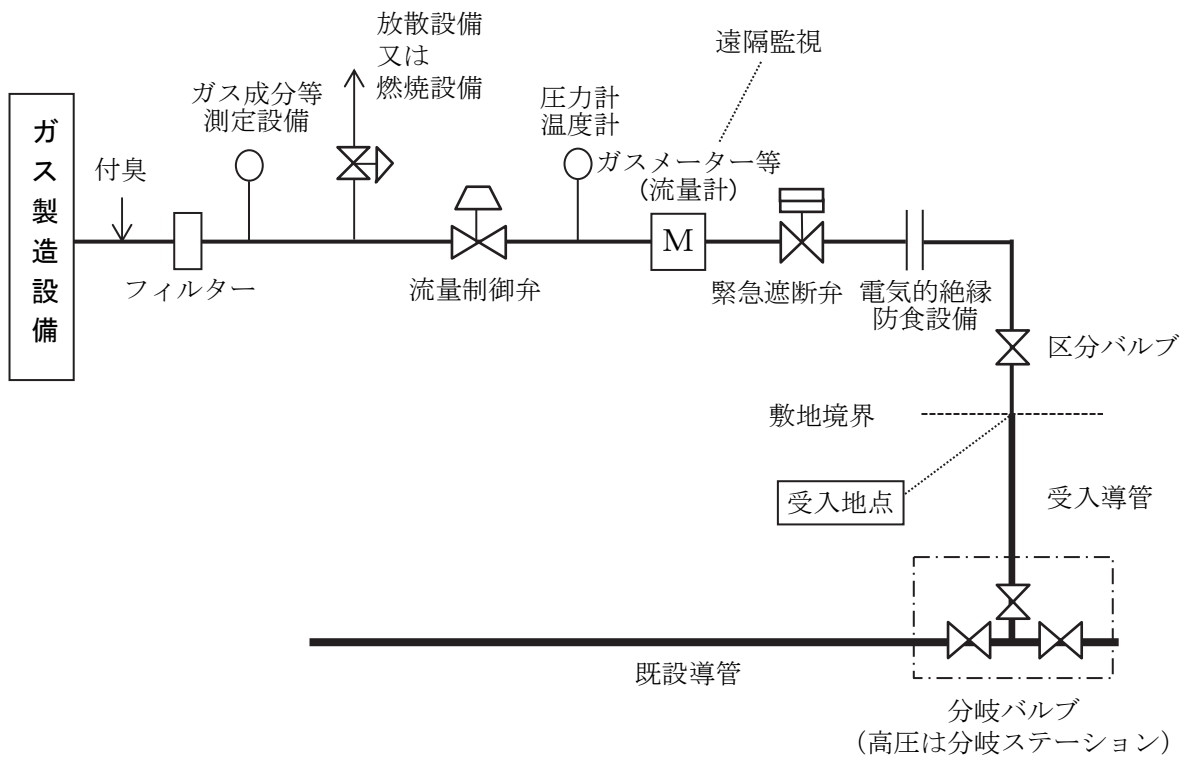 放散設備
又は
燃焼設備
遠隔監視
ガス成分等
測定設備
圧力計
温度計
ガスメーター等
(流量計)
ガス製造設備
付臭
M
フィルター
流量制御弁
緊急遮断弁
電気的絶縁
防食設備
区分バルブ
敷地境界
受入地点
受入導管
既設導管
分岐バルブ
（高圧は分岐ステーション）